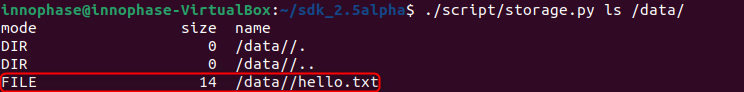 innophase@innophase-VirtualBox:~/sdk_2.5alpha$ ./script/storage.py ls /data/
mode size name
DIR 0 /data//.
DIR 0 /data//..
FILE 14 /data//hello.txt